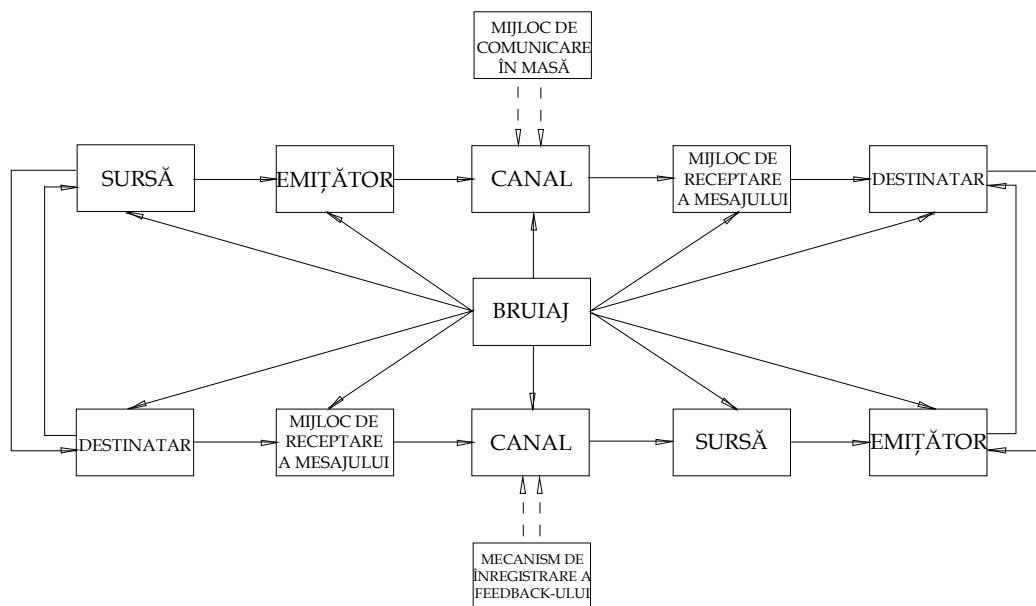 MIJLOC DE
COMUNICARE
ÎN MASĂ
SURSĂ
EMIȚĂTOR
CANAL
MIJLOC DE
RECEPTARE
A MESAJULUI
DESTINATAR
BRUIAJ
DESTINATAR
MIJLOC DE
RECEPTARE
A MESAJULUI
CANAL
SURSĂ
EMIȚĂTOR
MECANISM DE
ÎNREGISTRARE A
FEEDBACK-ULUI